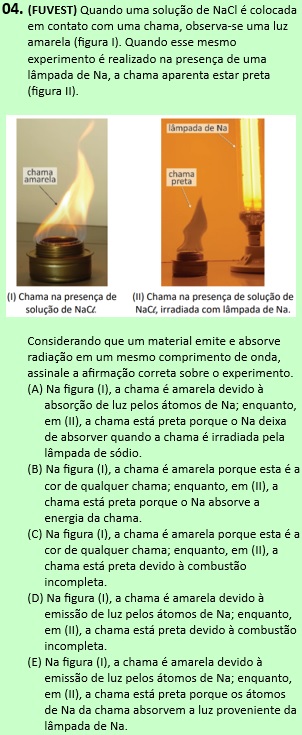 04. (FUVEST) Quando uma solução de NaCl é colocada
em contato com uma chama, observa-se uma luz
amarela (figura I). Quando esse mesmo
experimento é realizado na presença de uma
lâmpada de Na, a chama aparenta estar preta
(figura II).
chama
amarela
lâmpada de Na
chama
preta
(I) Chama na presença de
solução de NaCℓ.
(II) Chama na presença de solução de
NaCℓ, irradiada com lâmpada de Na.
Considerando que um material emite e absorve
radiação em um mesmo comprimento de onda,
assinale a afirmação correta sobre o experimento.
(A) Na figura (I), a chama é amarela devido à
absorção de luz pelos átomos de Na; enquanto,
em (II), a chama está preta porque o Na deixa
de absorver quando a chama é irradiada pela
lâmpada de sódio.
(B) Na figura (I), a chama é amarela porque esta é a
cor de qualquer chama; enquanto, em (II), a
chama está preta porque o Na absorve a
energia da chama.
(C) Na figura (I), a chama é amarela porque esta é a
cor de qualquer chama; enquanto, em (II), a
chama está preta devido à combustão
incompleta.
(D) Na figura (I), a chama é amarela devido à
emissão de luz pelos átomos de Na; enquanto,
em (II), a chama está preta devido à combustão
incompleta.
(E) Na figura (I), a chama é amarela devido à
emissão de luz pelos átomos de Na; enquanto,
em (II), a chama está preta porque os átomos
de Na da chama absorvem a luz proveniente da
lâmpada de Na.